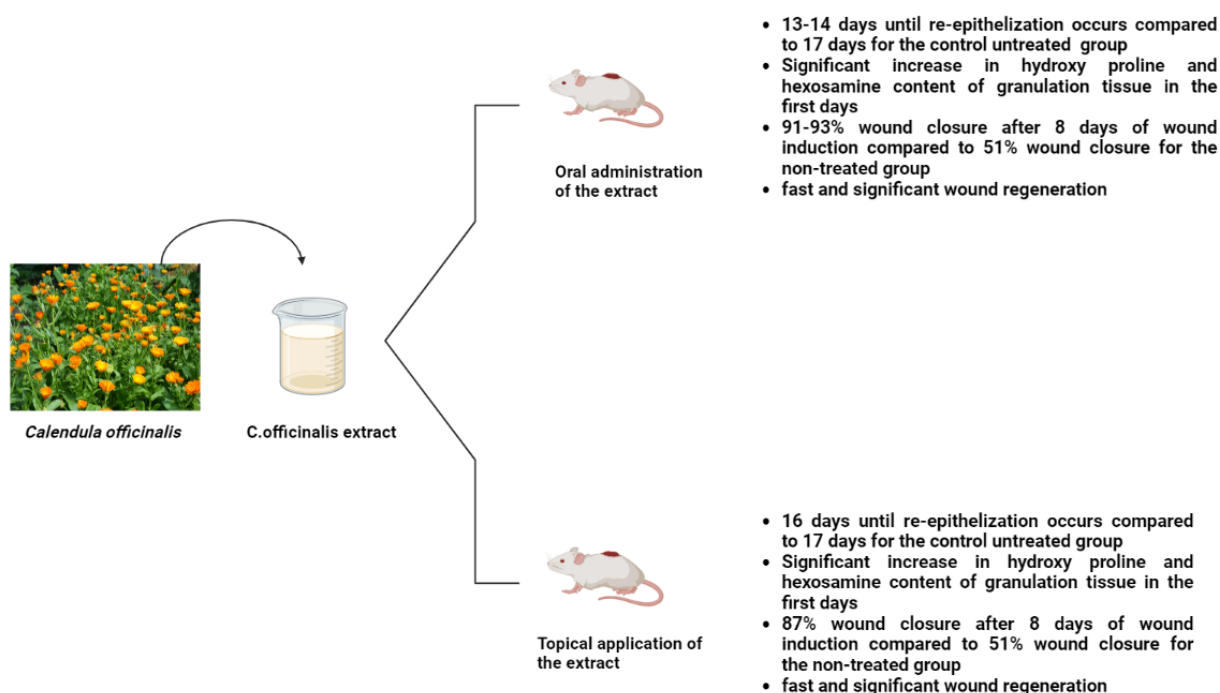 13-14 days until re-epithelization occurs compared
to 17 days for the control untreated group
Significant increase in hydroxy proline and
hexosamine content of granulation tissue in the
first days
91-93% wound closure after 8 days of wound
induction compared to 51% wound closure for the
non-treated group
fast and significant wound regeneration
Oral administration
of the extract
Calendula officinalis
C.officinalis extract
16 days until re-epithelization occurs compared
to 17 days for the control untreated group
Significant increase in hydroxy proline and
hexosamine content of granulation tissue in the
first days
87% wound closure after 8 days of wound
induction compared to 51% wound closure for
the non-treated group
fast and significant wound regeneration
Topical application of
the extract